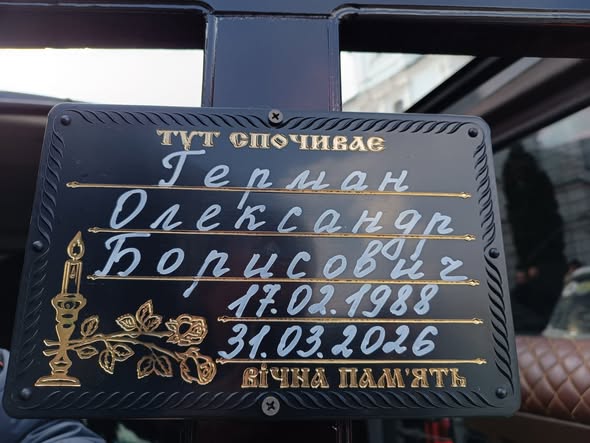 ТУТ СПОЧИВАЄ
Герман
Олександр
Борисович
17.02.1988
31.03.2026
ВІЧНА ПАМ'ЯТЬ